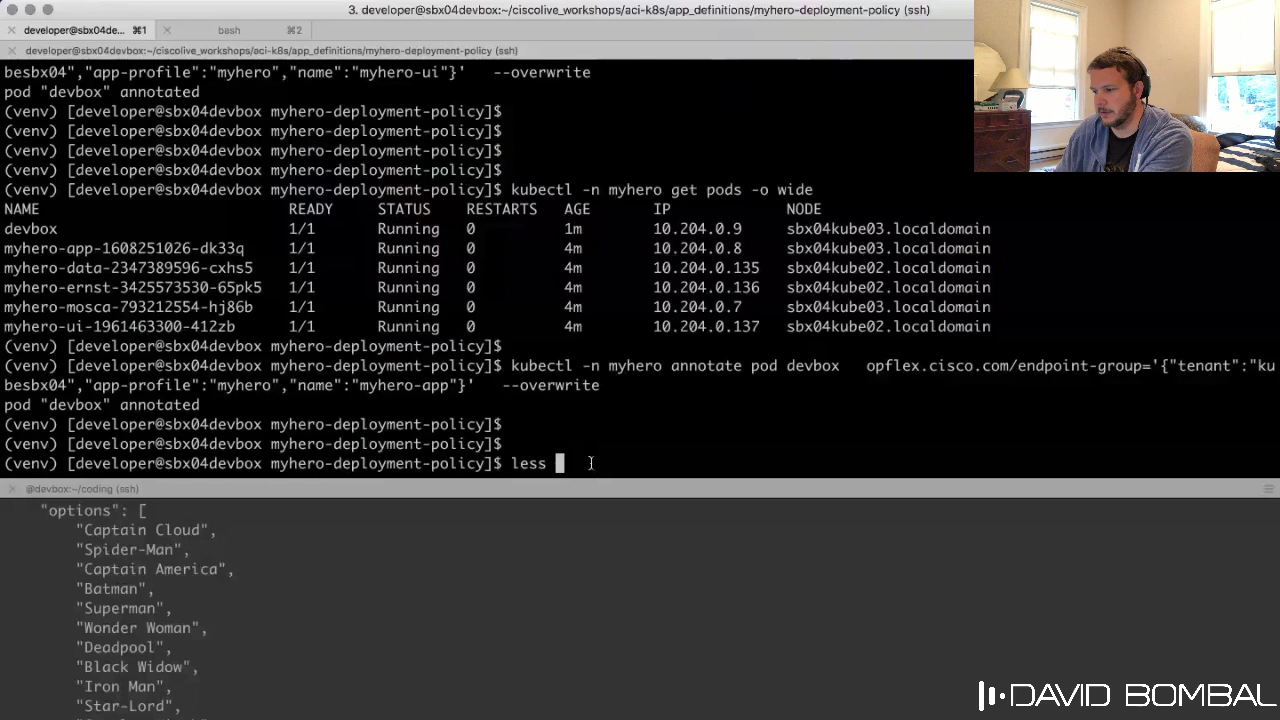 3. developer@sbx04devbox:~/ciscolive_workshops/aci-k8s/app_definitions/myhero-deployment-policy (ssh)
developer@sbx04de... ⌘1 bash ⌘2
developer@sbx04devbox:~/ciscolive_workshops/aci-k8s/app_definitions/myhero-deployment-policy (ssh)
besbx04","app-profile":"myhero","name":"myhero-ui"}' --overwrite
pod "devbox" annotated
(venv) [developer@sbx04devbox myhero-deployment-policy]$
(venv) [developer@sbx04devbox myhero-deployment-policy]$
(venv) [developer@sbx04devbox myhero-deployment-policy]$
(venv) [developer@sbx04devbox myhero-deployment-policy]$
(venv) [developer@sbx04devbox myhero-deployment-policy]$ kubectl -n myhero get pods -o wide
NAME READY STATUS RESTARTS AGE IP NODE
devbox 1/1 Running 0 1m 10.204.0.9 sbx04kube03.localdomain
myhero-app-1608251026-dk33q 1/1 Running 0 4m 10.204.0.8 sbx04kube03.localdomain
myhero-data-2347389596-cxhs5 1/1 Running 0 4m 10.204.0.135 sbx04kube02.localdomain
myhero-ernst-3425573530-65pk5 1/1 Running 0 4m 10.204.0.136 sbx04kube02.localdomain
myhero-mosca-793212554-hj86b 1/1 Running 0 4m 10.204.0.7 sbx04kube03.localdomain
myhero-ui-1961463300-412zb 1/1 Running 0 4m 10.204.0.137 sbx04kube02.localdomain
(venv) [developer@sbx04devbox myhero-deployment-policy]$
(venv) [developer@sbx04devbox myhero-deployment-policy]$ kubectl -n myhero annotate pod devbox opflex.cisco.com/endpoint-group='{"tenant":"ku
besbx04","app-profile":"myhero","name":"myhero-app"}' --overwrite
pod "devbox" annotated
(venv) [developer@sbx04devbox myhero-deployment-policy]$
(venv) [developer@sbx04devbox myhero-deployment-policy]$
(venv) [developer@sbx04devbox myhero-deployment-policy]$ less
@devbox:~/coding (ssh)
"options": [
"Captain Cloud",
"Spider-Man",
"Captain America",
"Batman",
"Superman",
"Wonder Woman",
"Deadpool",
"Black Widow",
"Iron Man",
"Star-Lord",
DAVID BOMBAL